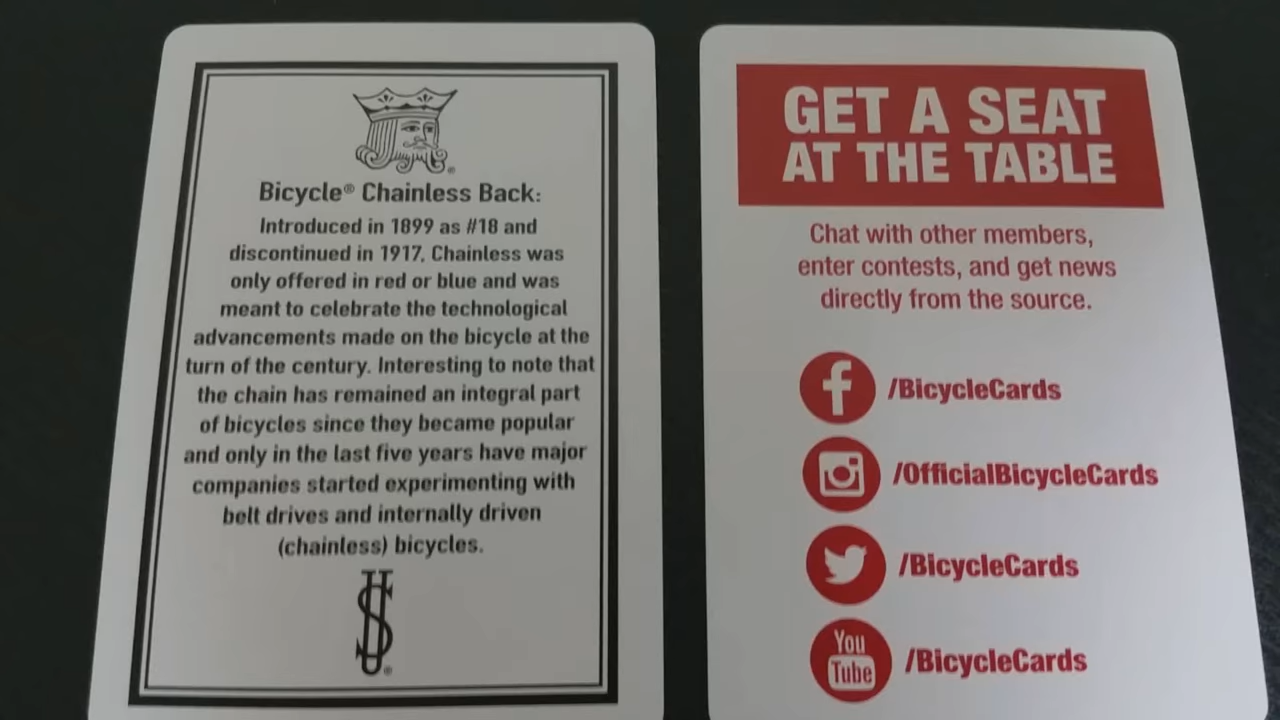 Bicycle® Chainless Back:
Introduced in 1899 as #18 and
discontinued in 1917, Chainless was
only offered in red or blue and was
meant to celebrate the technological
advancements made on the bicycle at the
turn of the century. Interesting to note that
the chain has remained an integral part
of bicycles since they became popular
and only in the last five years have major
companies started experimenting with
belt drives and internally driven
(chainless) bicycles.
US®
GET A SEAT
AT THE TABLE
Chat with other members,
enter contests, and get news
directly from the source.
f /BicycleCards
/OfficialBicycleCards
/BicycleCards
You
Tube /BicycleCards